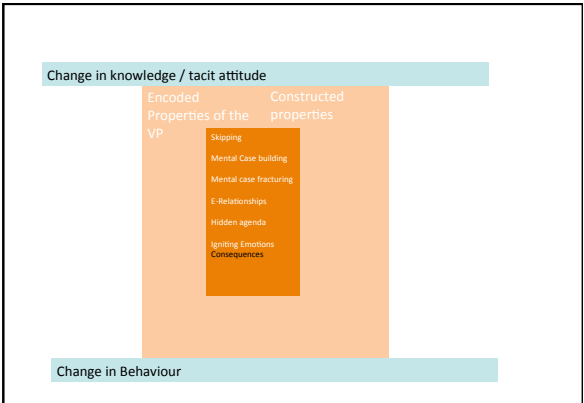 Change in knowledge / tacit attitude
Encoded
Properties of the
VP
Constructed
properties
Skipping
Mental Case building
Mental case fracturing
E-Relationships
Hidden agenda
Igniting Emotions
Consequences
Change in Behaviour